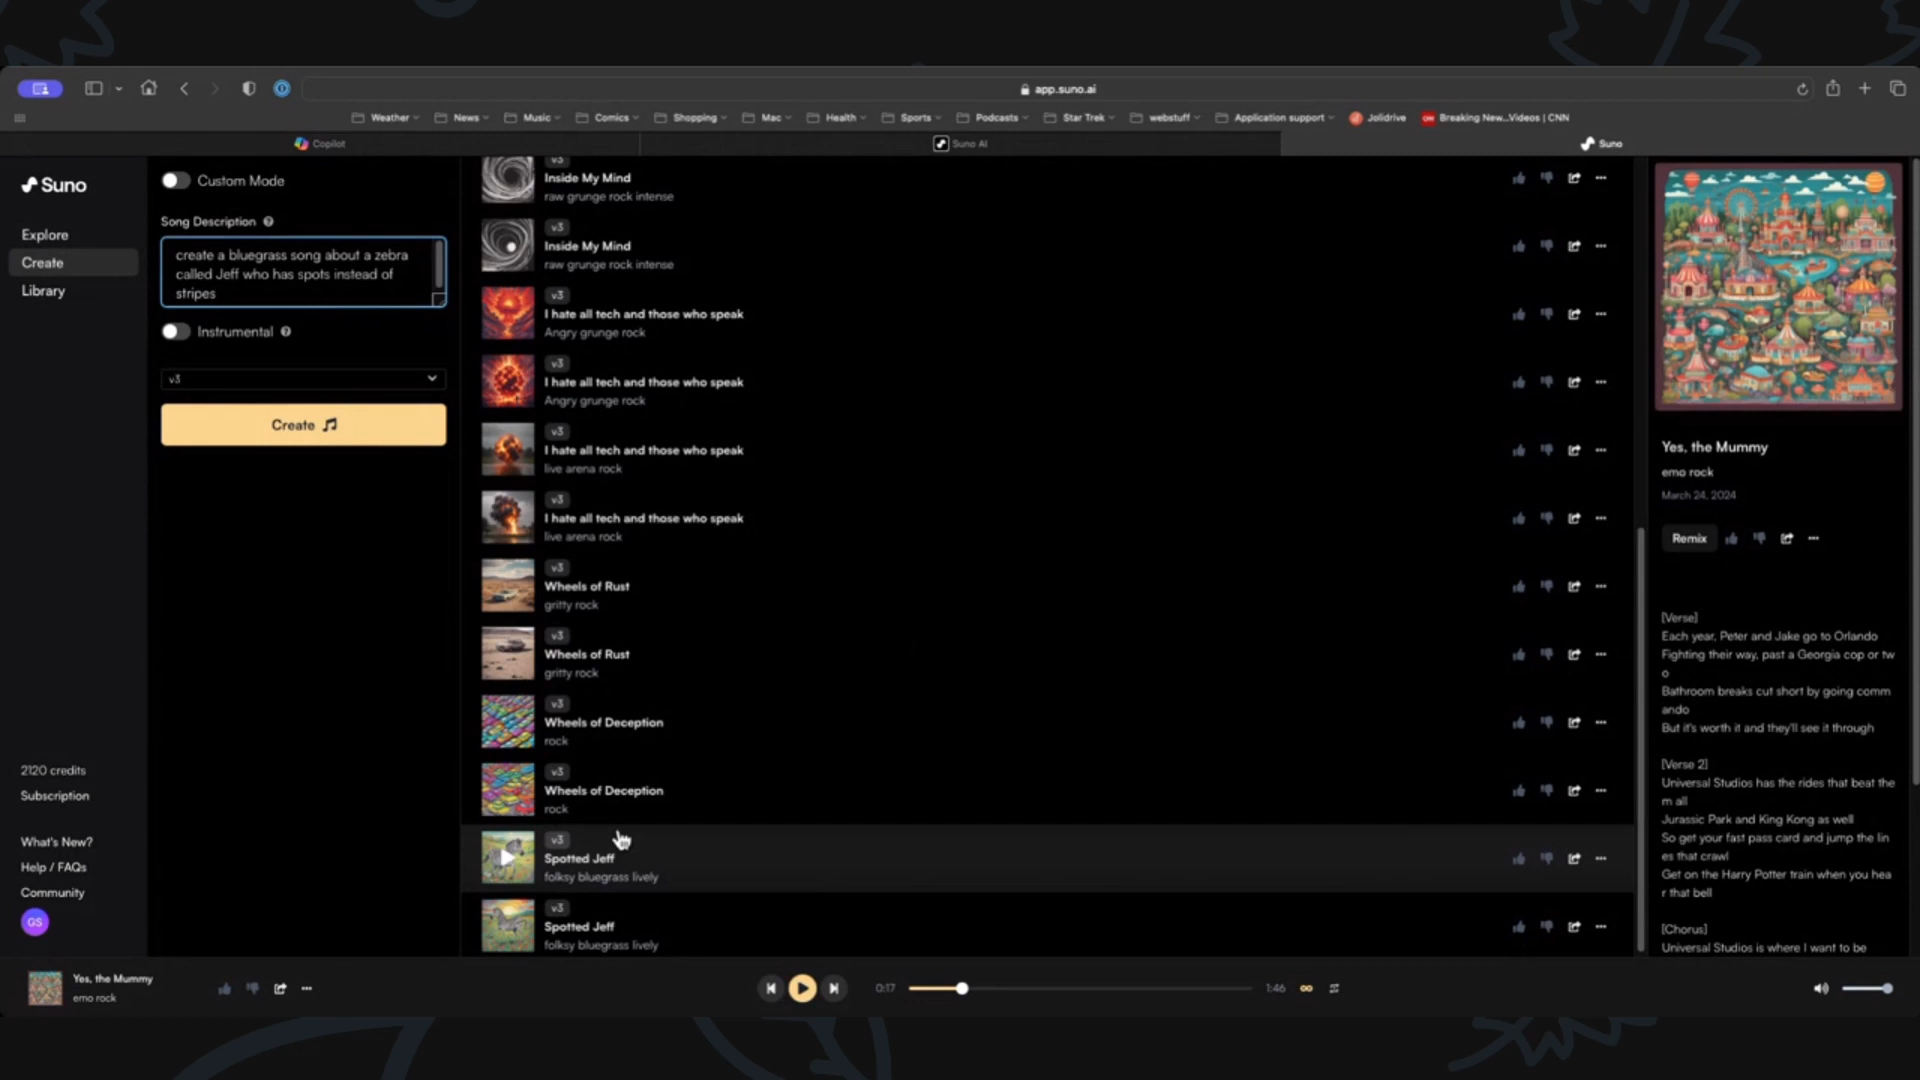 app.suno.ai
Weather
News
Music
Comics
Shopping
Mac
Health
Sports
Podcasts
Star Trek
webstuff
Application support
Jolidrive
Breaking New...Videos | CNN
Copilot
Suno AI
Suno
Suno
Explore
Create
Library
2120 credits
Subscription
What's New?
Help / FAQs
Community
GS
Custom Mode
Song Description
create a bluegrass song about a zebra
called Jeff who has spots instead of
stripes
Instrumental
v3
Create
v3
Inside My Mind
raw grunge rock intense
v3
Inside My Mind
raw grunge rock intense
v3
I hate all tech and those who speak
Angry grunge rock
v3
I hate all tech and those who speak
Angry grunge rock
v3
I hate all tech and those who speak
live arena rock
v3
I hate all tech and those who speak
live arena rock
v3
Wheels of Rust
gritty rock
v3
Wheels of Rust
gritty rock
v3
Wheels of Deception
rock
v3
Wheels of Deception
rock
v3
Spotted Jeff
folksy bluegrass lively
v3
Spotted Jeff
folksy bluegrass lively
Yes, the Mummy
emo rock
March 24, 2024
Remix
[Verse]
Each year, Peter and Jake go to Orlando
Fighting their way, past a Georgia cop or tw
o
Bathroom breaks cut short by going comm
ando
But it's worth it and they'll see it through
[Verse 2]
Universal Studios has the rides that beat the
m all
Jurassic Park and King Kong as well
So get your fast pass card and jump the lin
es that crawl
Get on the Harry Potter train when you hea
r that bell
[Chorus]
Universal Studios is where I want to be
Yes, the Mummy
emo rock
0:17
1:46